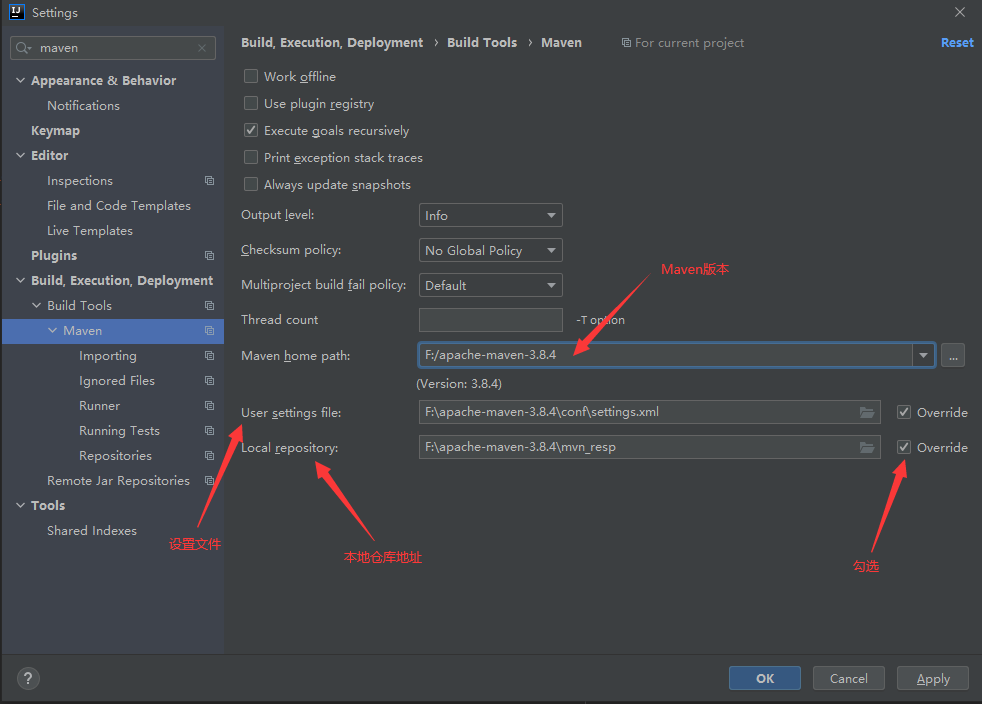 Settings
maven
Appearance & Behavior
Notifications
Keymap
Editor
Inspections
File and Code Templates
Live Templates
Plugins
Build, Execution, Deployment
Build Tools
Maven
Importing
Ignored Files
Runner
Running Tests
Repositories
Remote Jar Repositories
Tools
Shared Indexes
Build, Execution, Deployment › Build Tools › Maven
For current project
Reset
Work offline
Use plugin registry
Execute goals recursively
Print exception stack traces
Always update snapshots
Output level: Info
Checksum policy: No Global Policy
Multiproject build fail policy: Default
Thread count -T option
Maven home path: F:/apache-maven-3.8.4 ...
(Version: 3.8.4)
User settings file: F:\apache-maven-3.8.4\conf\settings.xml Override
Local repository: F:\apache-maven-3.8.4\mvn_resp Override
Maven版本
设置文件
本地仓库地址
勾选
? OK Cancel Apply